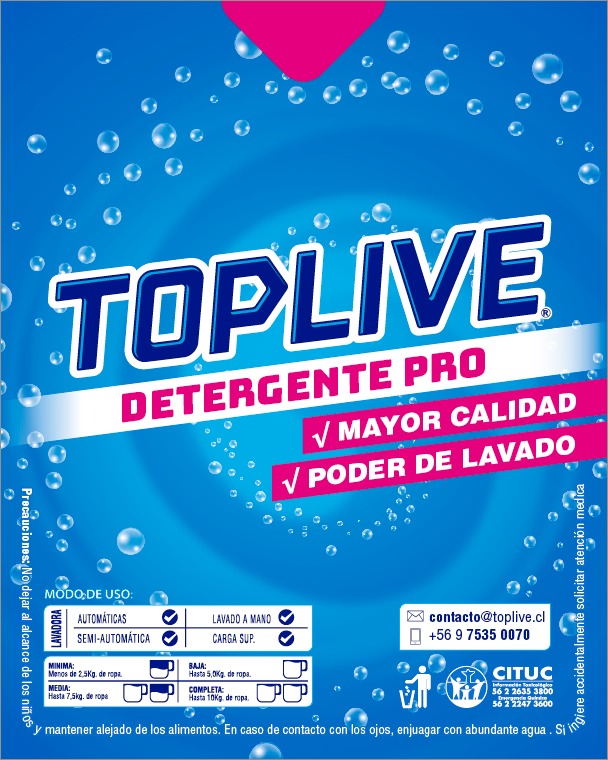 TOPLIVE®
DETERGENTE PRO
√ MAYOR CALIDAD
√ PODER DE LAVADO
MODO DE USO:
LAVADORA
AUTOMÁTICAS
LAVADO A MANO
SEMI-AUTOMÁTICA
CARGA SUP.
MINIMA:
Menos de 2,5Kg. de ropa.
BAJA:
Hasta 5,0Kg. de ropa.
MEDIA:
Hasta 7,5kg. de ropa
COMPLETA:
Hasta 10Kg. de ropa.
contacto@toplive.cl
+56 9 7535 0070
CITUC
Información Toxicológica
56 2 2635 3800
Emergencia Química
56 2 2247 3600
Precauciones: No dejar al alcance de los niños y mantener alejado de los alimentos. En caso de contacto con los ojos, enjuagar con abundante agua . Si ingiere accidentalmente solicitar atención medica